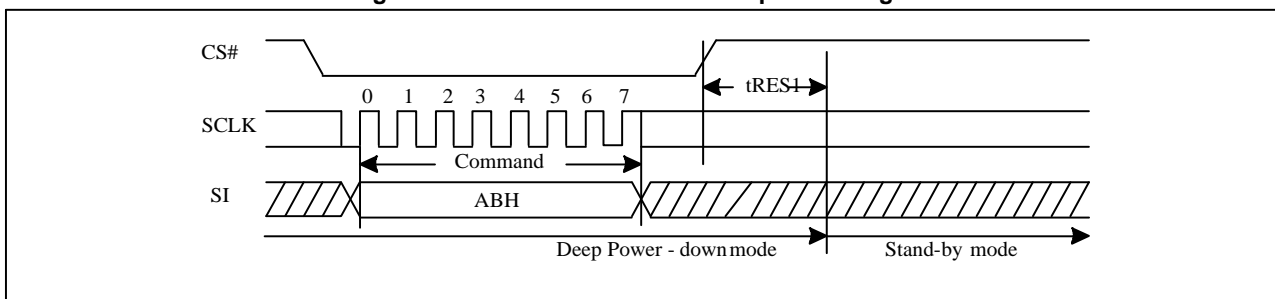 CS#
tRES1
0 1 2 3 4 5 6 7
SCLK
Command
SI
ABH
Deep Power - down mode Stand-by mode